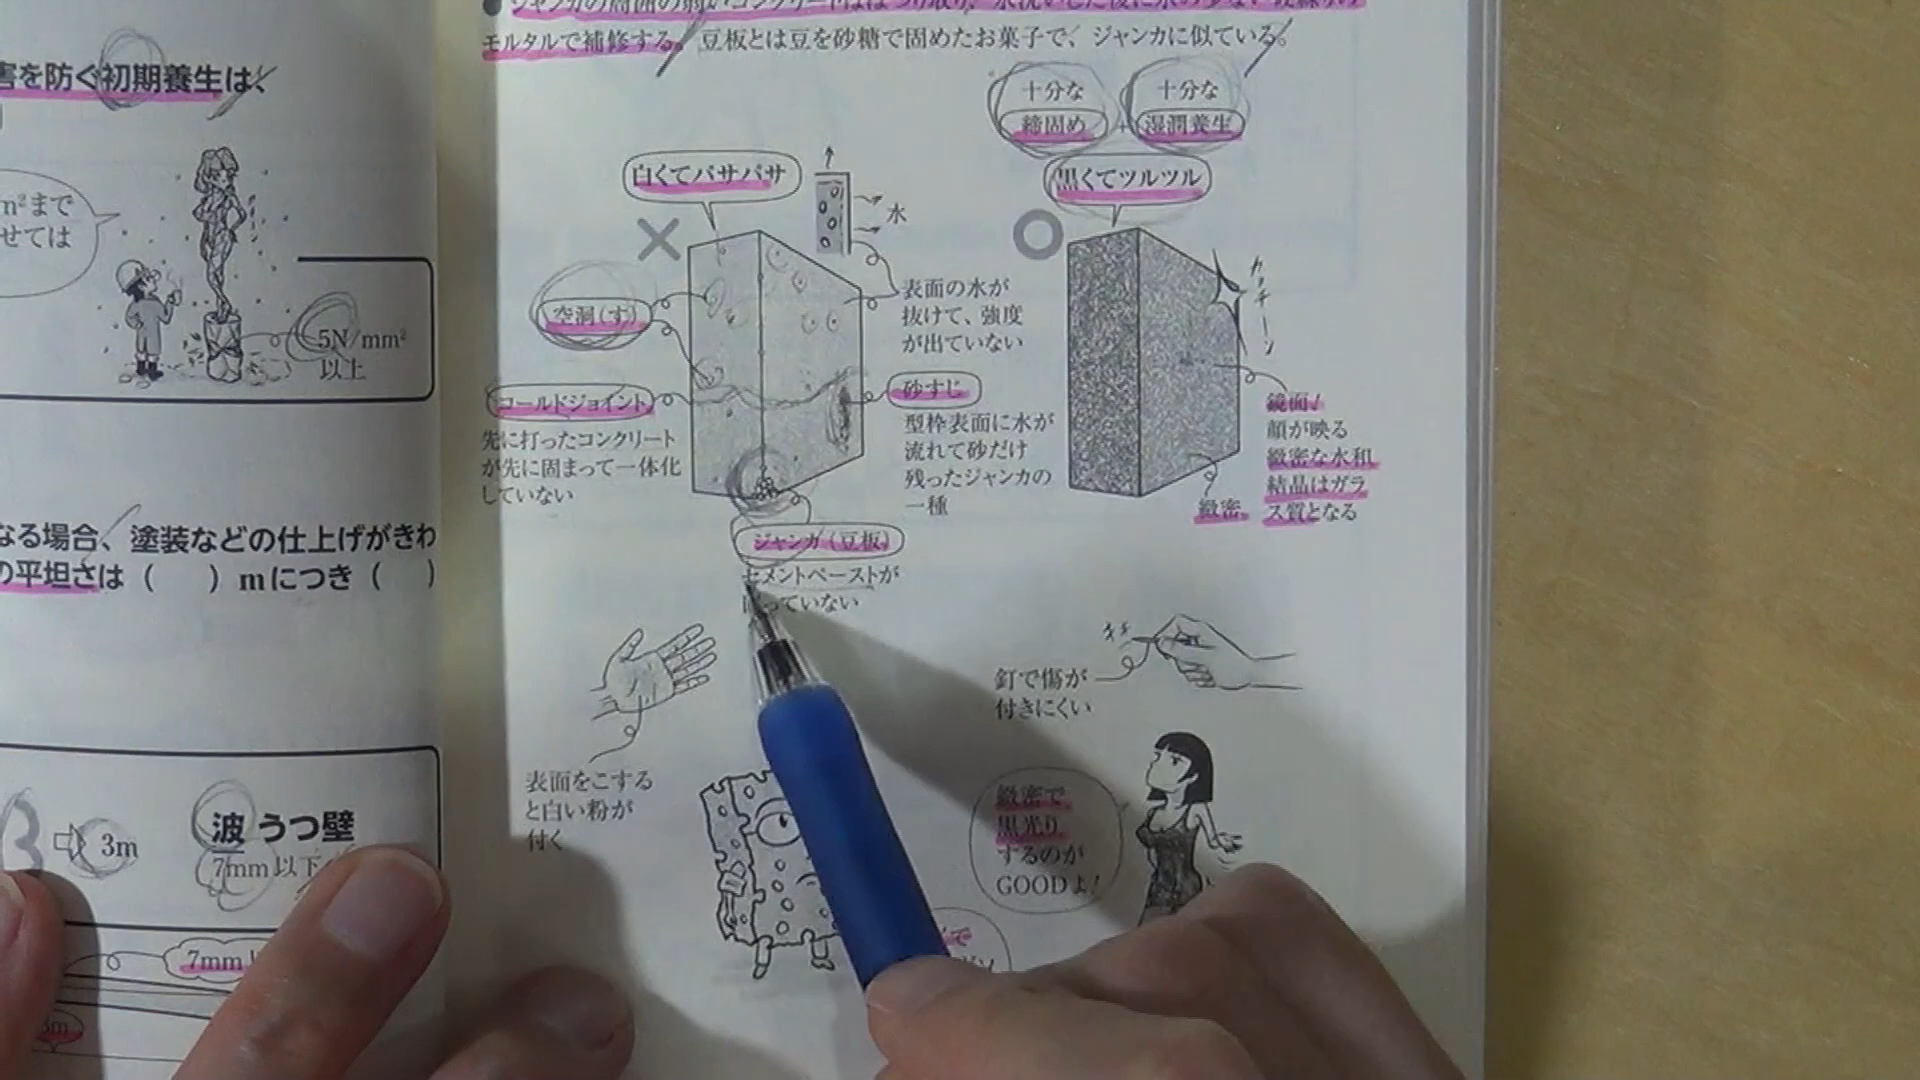 害を防ぐ初期養生は、
m²まで
せては
5N/mm²
以上
なる場合、塗装などの仕上げがきわ
の平坦さは（　　）mにつき（　　）
3 ⇨ 3m
波うつ壁
7mm以下
7mm
3m
モルタルで補修する。豆板とは豆を砂糖で固めたお菓子で、ジャンカに似ている。
十分な
締固め
+
十分な
湿潤養生
白くてパサパサ
水
黒くてツルツル
空洞（す）
表面の水が
抜けて、強度
が出ていない
コールドジョイント
先に打ったコンクリート
が先に固まって一体化
していない
砂すじ
型枠表面に水が
流れて砂だけ
残ったジャンカの
一種
ジャンカ（豆板）
セメントペーストが
っていない
カッチーン
鏡面！
顔が映る
緻密な水和
結晶はガラ
ス質となる
緻密
表面をこする
と白い粉が
付く
釘で傷が
付きにくい
緻密で
黒光り
するのが
GOODよ！